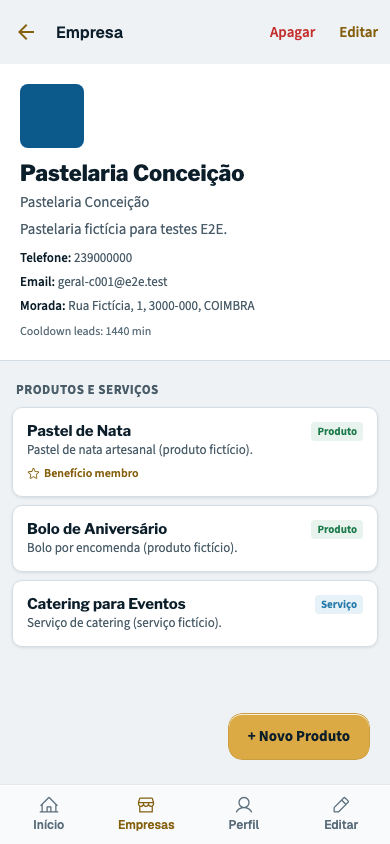 Empresa
Apagar
Editar
Pastelaria Conceição
Pastelaria Conceição
Pastelaria fictícia para testes E2E.
Telefone: 239000000
Email: geral-c001@e2e.test
Morada: Rua Fictícia, 1, 3000-000, COIMBRA
Cooldown leads: 1440 min
PRODUTOS E SERVIÇOS
Pastel de Nata
Produto
Pastel de nata artesanal (produto fictício).
Benefício membro
Bolo de Aniversário
Produto
Bolo por encomenda (produto fictício).
Catering para Eventos
Serviço
Serviço de catering (serviço fictício).
+ Novo Produto
Início
Empresas
Perfil
Editar